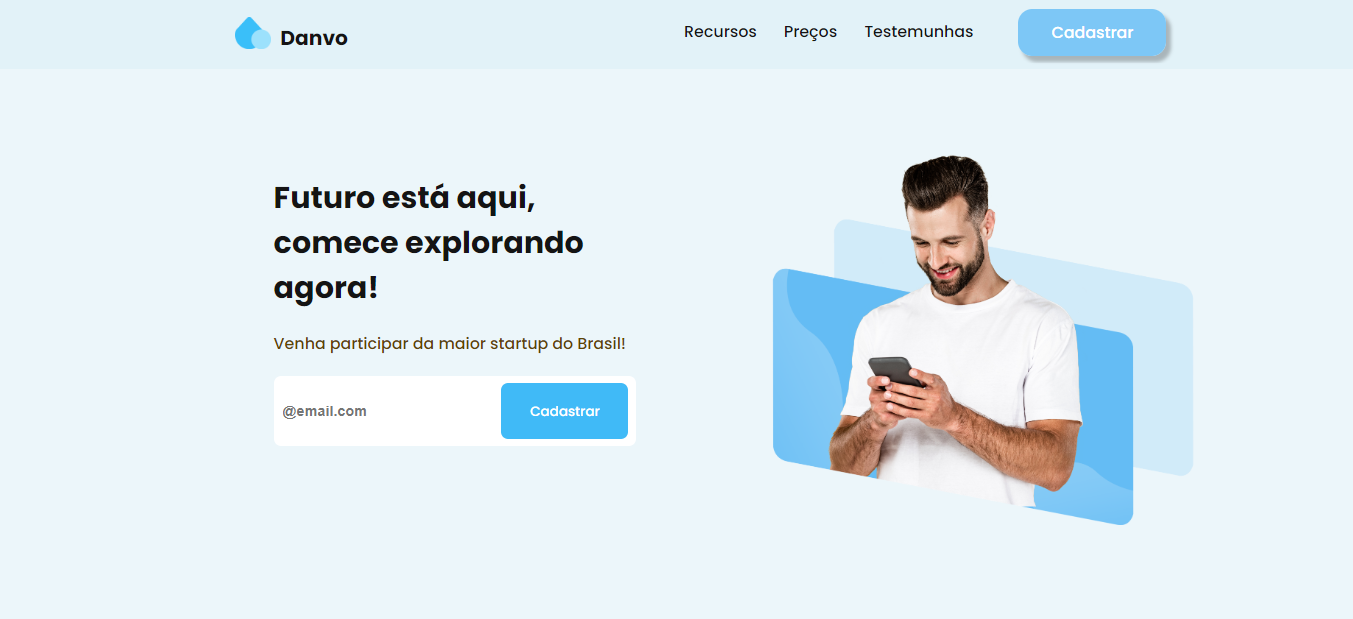 Danvo
Recursos Preços Testemunhas Cadastrar
Futuro está aqui,
comece explorando
agora!
Venha participar da maior startup do Brasil!
@email.com Cadastrar